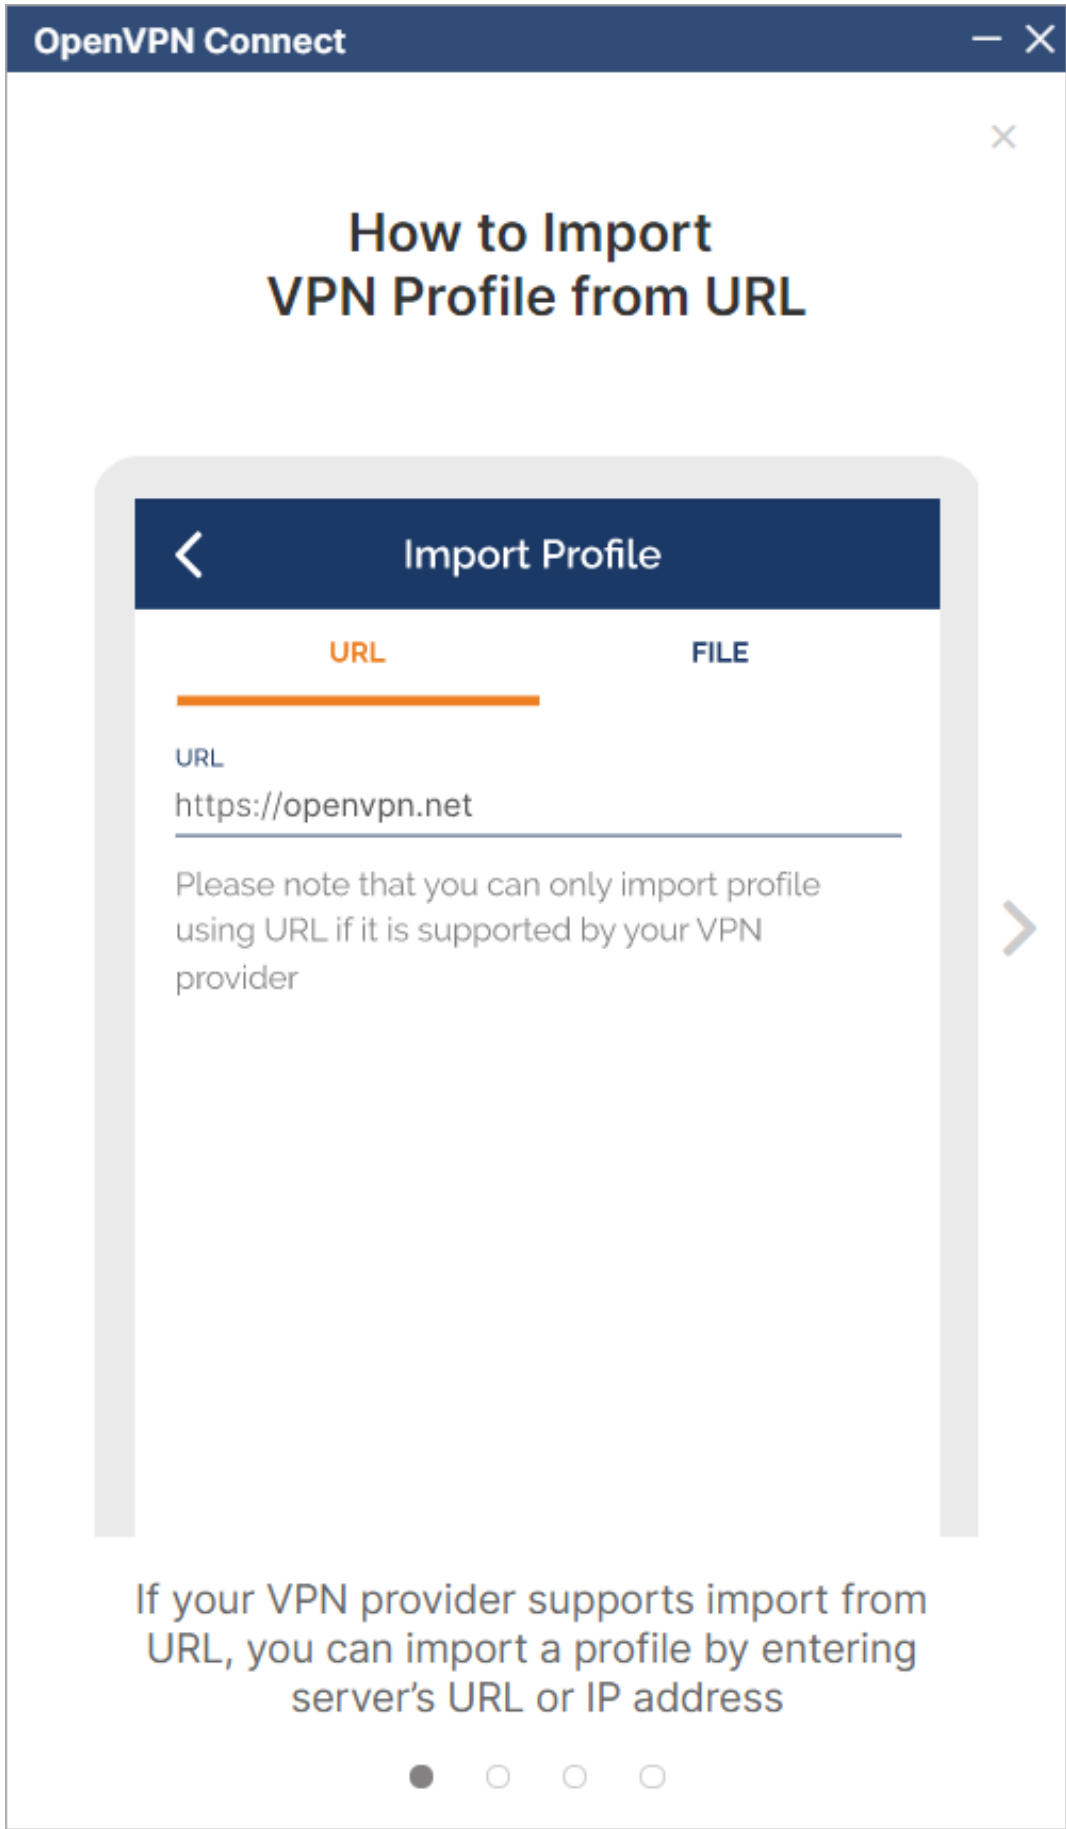 OpenVPN Connect
How to Import
VPN Profile from URL
Import Profile
URL FILE
URL
https://openvpn.net
Please note that you can only import profile
using URL if it is supported by your VPN
provider
If your VPN provider supports import from
URL, you can import a profile by entering
server’s URL or IP address